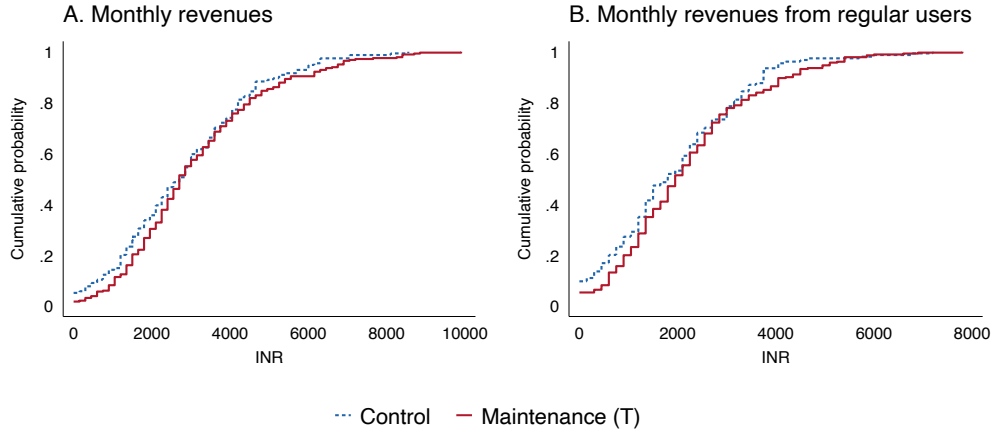 A. Monthly revenues
1
.8
.6
.4
.2
0
Cumulative probability
0 2000 4000 6000 8000 10000
INR
B. Monthly revenues from regular users
1
.8
.6
.4
.2
0
Cumulative probability
0 2000 4000 6000 8000
INR
Control Maintenance (T)